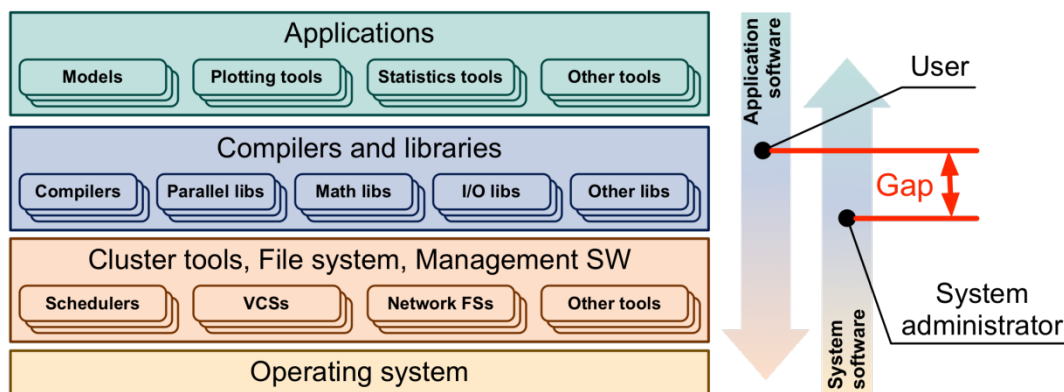 Applications
Models
Plotting tools
Statistics tools
Other tools
Compilers and libraries
Compilers
Parallel libs
Math libs
I/O libs
Other libs
Cluster tools, File system, Management SW
Schedulers
VCSs
Network FSs
Other tools
Operating system
Application
software
User
Gap
System
administrator
System
software